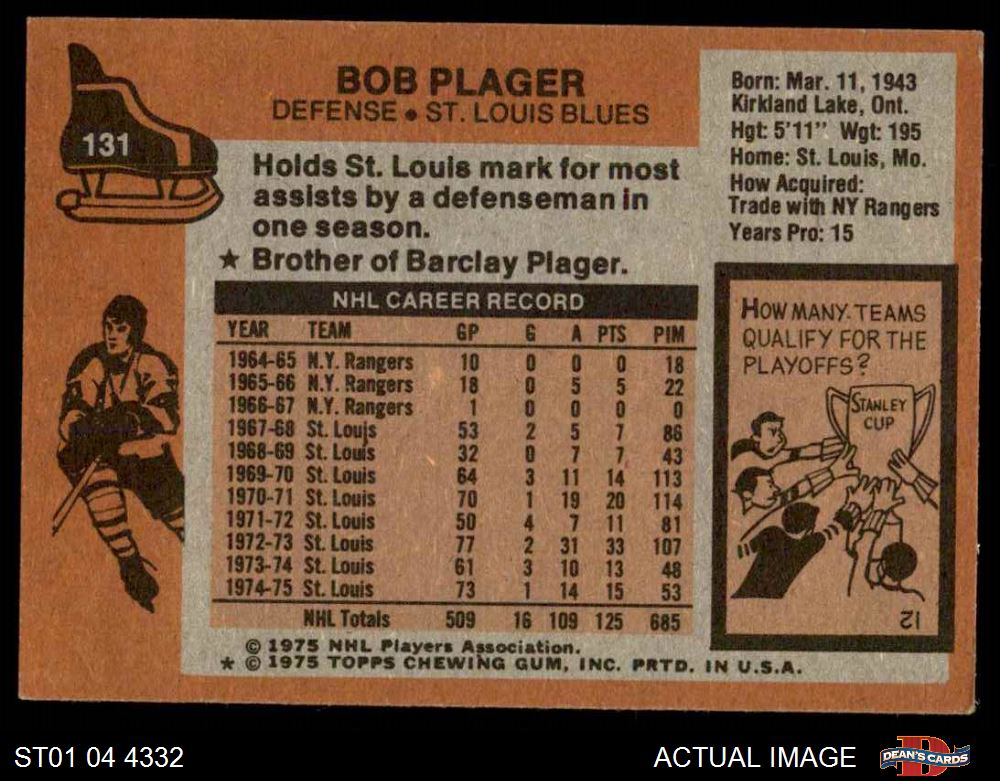 131
BOB PLAGER
DEFENSE • ST. LOUIS BLUES
Holds St. Louis mark for most
assists by a defenseman in
one season.
★ Brother of Barclay Plager.
Born: Mar. 11, 1943
Kirkland Lake, Ont.
Hgt: 5'11" Wgt: 195
Home: St. Louis, Mo.
How Acquired:
Trade with NY Rangers
Years Pro: 15
NHL CAREER RECORD
YEAR TEAM GP G A PTS PIM
1964-65 N.Y. Rangers 10 0 0 0 18
1965-66 N.Y. Rangers 18 0 5 5 22
1966-67 N.Y. Rangers 1 0 0 0 0
1967-68 St. Louis 53 2 5 7 86
1968-69 St. Louis 32 0 7 7 43
1969-70 St. Louis 64 3 11 14 113
1970-71 St. Louis 70 1 19 20 114
1971-72 St. Louis 50 4 7 11 81
1972-73 St. Louis 77 2 31 33 107
1973-74 St. Louis 61 3 10 13 48
1974-75 St. Louis 73 1 14 15 53
NHL Totals 509 16 109 125 685
HOW MANY TEAMS
QUALIFY FOR THE
PLAYOFFS?
STANLEY
CUP
12
© 1975 NHL Players Association.
★ © 1975 TOPPS CHEWING GUM, INC. PRTD. IN U.S.A.
ST01 04 4332
ACTUAL IMAGE
DEAN'S CARDS